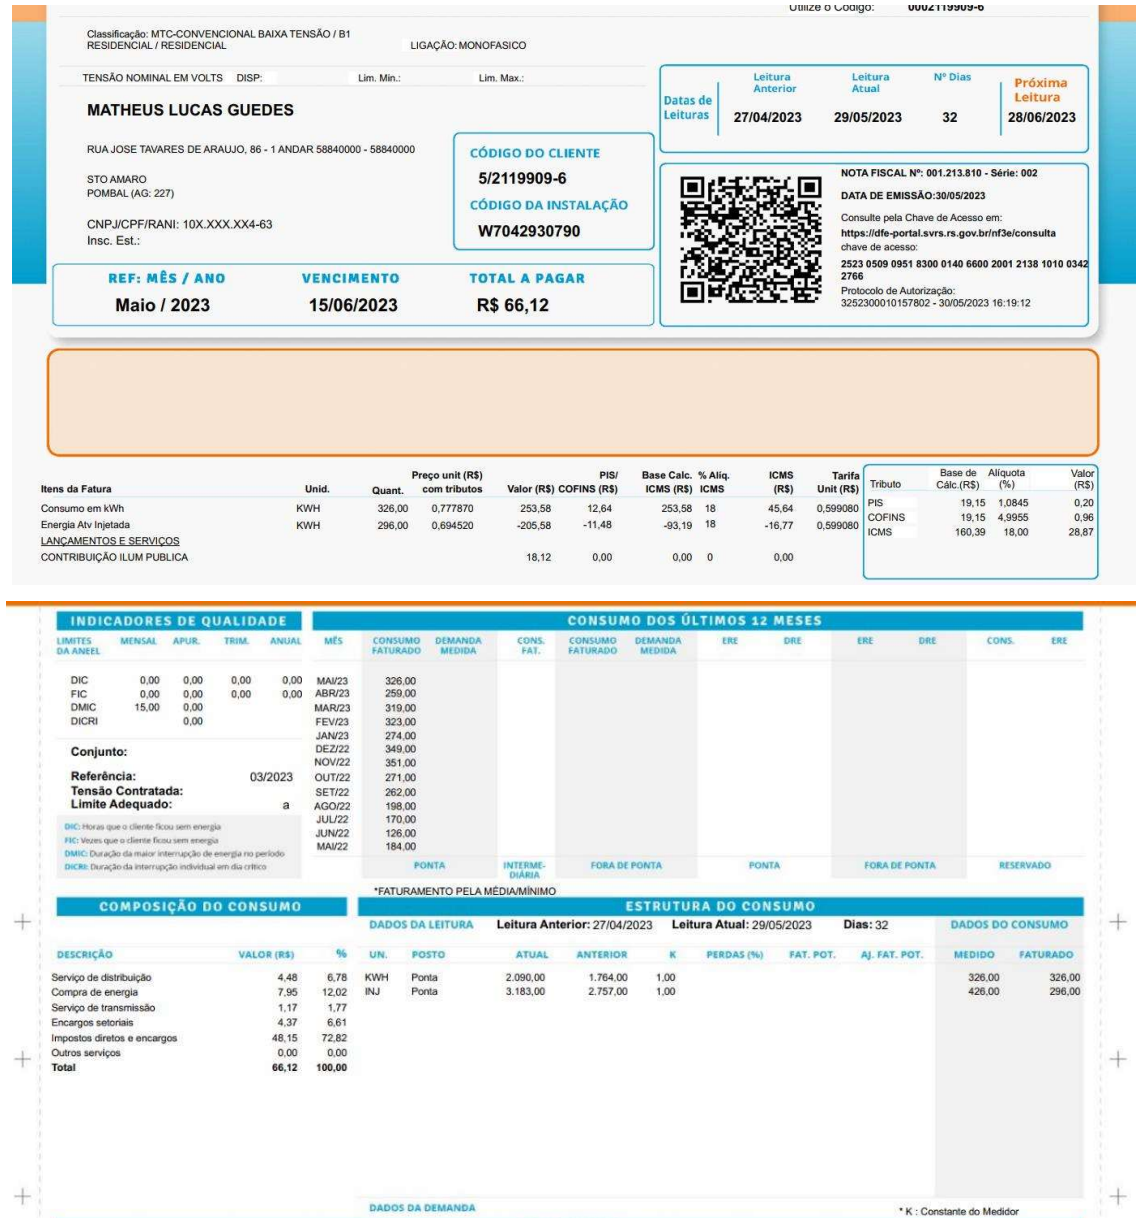 Utilize o Código: 0002119909-6
Classificação: MTC-CONVENCIONAL BAIXA TENSÃO / B1
RESIDENCIAL / RESIDENCIAL LIGAÇÃO: MONOFASICO
TENSÃO NOMINAL EM VOLTS DISP: Lim. Min.: Lim. Max.:
MATHEUS LUCAS GUEDES
RUA JOSE TAVARES DE ARAUJO, 86 - 1 ANDAR 58840000 - 58840000
STO AMARO
POMBAL (AG: 227)
CNPJ/CPF/RANI: 10X.XXX.XX4-63
Insc. Est.:
CÓDIGO DO CLIENTE
5/2119909-6
CÓDIGO DA INSTALAÇÃO
W7042930790
Datas de Leituras
Leitura Anterior Leitura Atual Nº Dias Próxima Leitura
27/04/2023 29/05/2023 32 28/06/2023
NOTA FISCAL Nº: 001.213.810 - Série: 002
DATA DE EMISSÃO:30/05/2023
Consulte pela Chave de Acesso em:
https://dfe-portal.svrs.rs.gov.br/nf3e/consulta
chave de acesso:
2523 0509 0951 8300 0140 6600 2001 2138 1010 0342
2766
Protocolo de Autorização:
3252300010157802 - 30/05/2023 16:19:12
REF: MÊS / ANO VENCIMENTO TOTAL A PAGAR
Maio / 2023 15/06/2023 R$ 66,12
Itens da Fatura Unid. Quant. Preço unit (R$) com tributos Valor (R$) PIS/ COFINS (R$) Base Calc. ICMS (R$) % Aliq. ICMS ICMS (R$) Tarifa Unit (R$)
Consumo em kWh KWH 326,00 0,777870 253,58 12,64 253,58 18 45,64 0,599080
Energia Atv Injetada KWH 296,00 0,694520 -205,58 -11,48 -93,19 18 -16,77 0,599080
LANÇAMENTOS E SERVIÇOS
CONTRIBUIÇÃO ILUM PUBLICA 18,12 0,00 0,00 0 0,00
Tributo Base de Cálc.(R$) Alíquota (%) Valor (R$)
PIS 19,15 1,0845 0,20
COFINS 19,15 4,9955 0,96
ICMS 160,39 18,00 28,87
INDICADORES DE QUALIDADE
LIMITES DA ANEEL MENSAL APUR. TRIM. ANUAL
DIC 0,00 0,00 0,00 0,00
FIC 0,00 0,00 0,00 0,00
DMIC 15,00 0,00
DICRI 0,00
Conjunto:
Referência: 03/2023
Tensão Contratada:
Limite Adequado: a
DIC: Horas que o cliente ficou sem energia
FIC: Vezes que o cliente ficou sem energia
DMIC: Duração da maior interrupção de energia no período
DICRI: Duração da interrupção individual em dia crítico
CONSUMO DOS ÚLTIMOS 12 MESES
MÊS CONSUMO FATURADO DEMANDA MEDIDA CONS. FAT. CONSUMO FATURADO DEMANDA MEDIDA ERE DRE ERE DRE CONS. ERE
MAI/23 326,00
ABR/23 259,00
MAR/23 319,00
FEV/23 323,00
JAN/23 274,00
DEZ/22 349,00
NOV/22 351,00
OUT/22 271,00
SET/22 262,00
AGO/22 198,00
JUL/22 170,00
JUN/22 126,00
MAI/22 184,00
PONTA INTERME-DIÁRIA FORA DE PONTA PONTA FORA DE PONTA RESERVADO
*FATURAMENTO PELA MÉDIA/MÍNIMO
COMPOSIÇÃO DO CONSUMO
DESCRIÇÃO VALOR (R$) %
Serviço de distribuição 4,48 6,78
Compra de energia 7,95 12,02
Serviço de transmissão 1,17 1,77
Encargos setoriais 4,37 6,61
Impostos diretos e encargos 48,15 72,82
Outros serviços 0,00 0,00
Total 66,12 100,00
ESTRUTURA DO CONSUMO
DADOS DA LEITURA Leitura Anterior: 27/04/2023 Leitura Atual: 29/05/2023 Dias: 32 DADOS DO CONSUMO
UN. POSTO ATUAL ANTERIOR K PERDAS (%) FAT. POT. AJ. FAT. POT. MEDIDO FATURADO
KWH Ponta 2.090,00 1.764,00 1,00 326,00 326,00
INJ Ponta 3.183,00 2.757,00 1,00 426,00 296,00
DADOS DA DEMANDA * K : Constante do Medidor